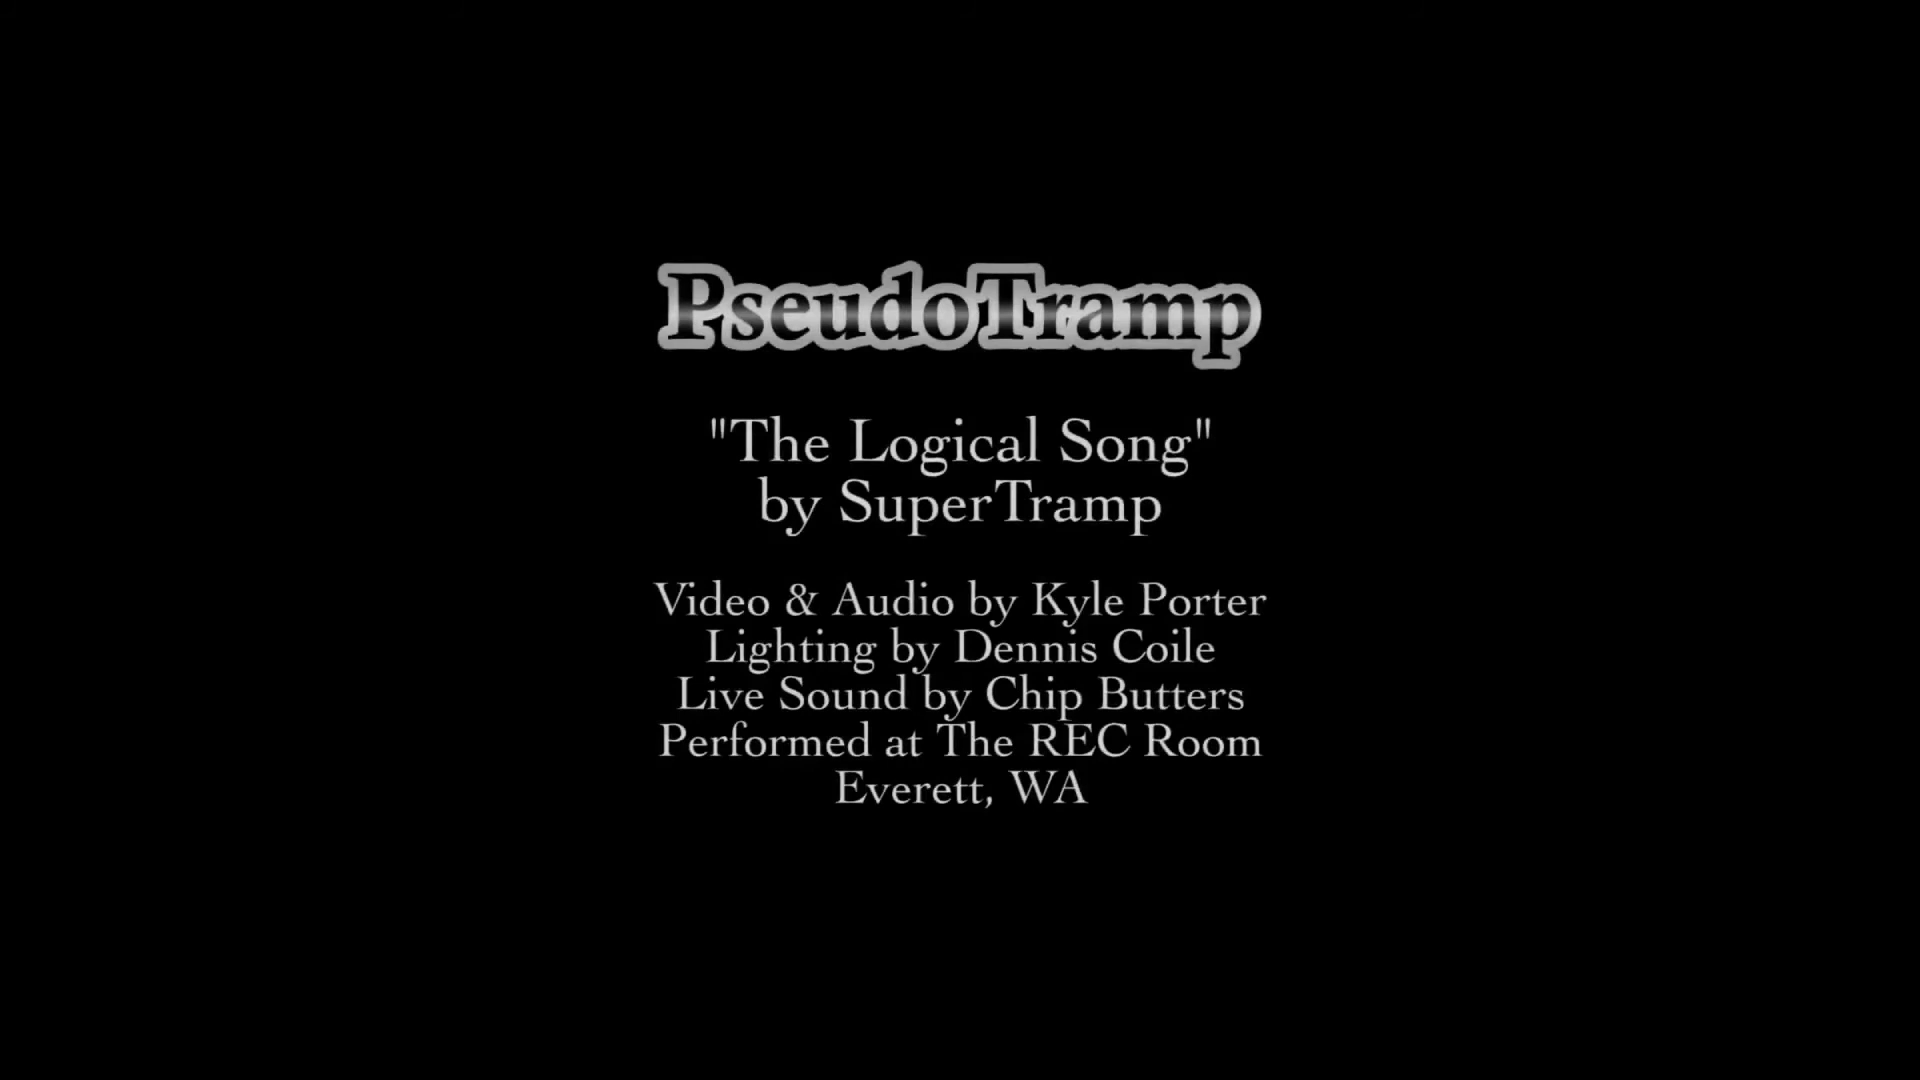 PseudoTramp
"The Logical Song"
by SuperTramp
Video & Audio by Kyle Porter
Lighting by Dennis Coile
Live Sound by Chip Butters
Performed at The REC Room
Everett, WA